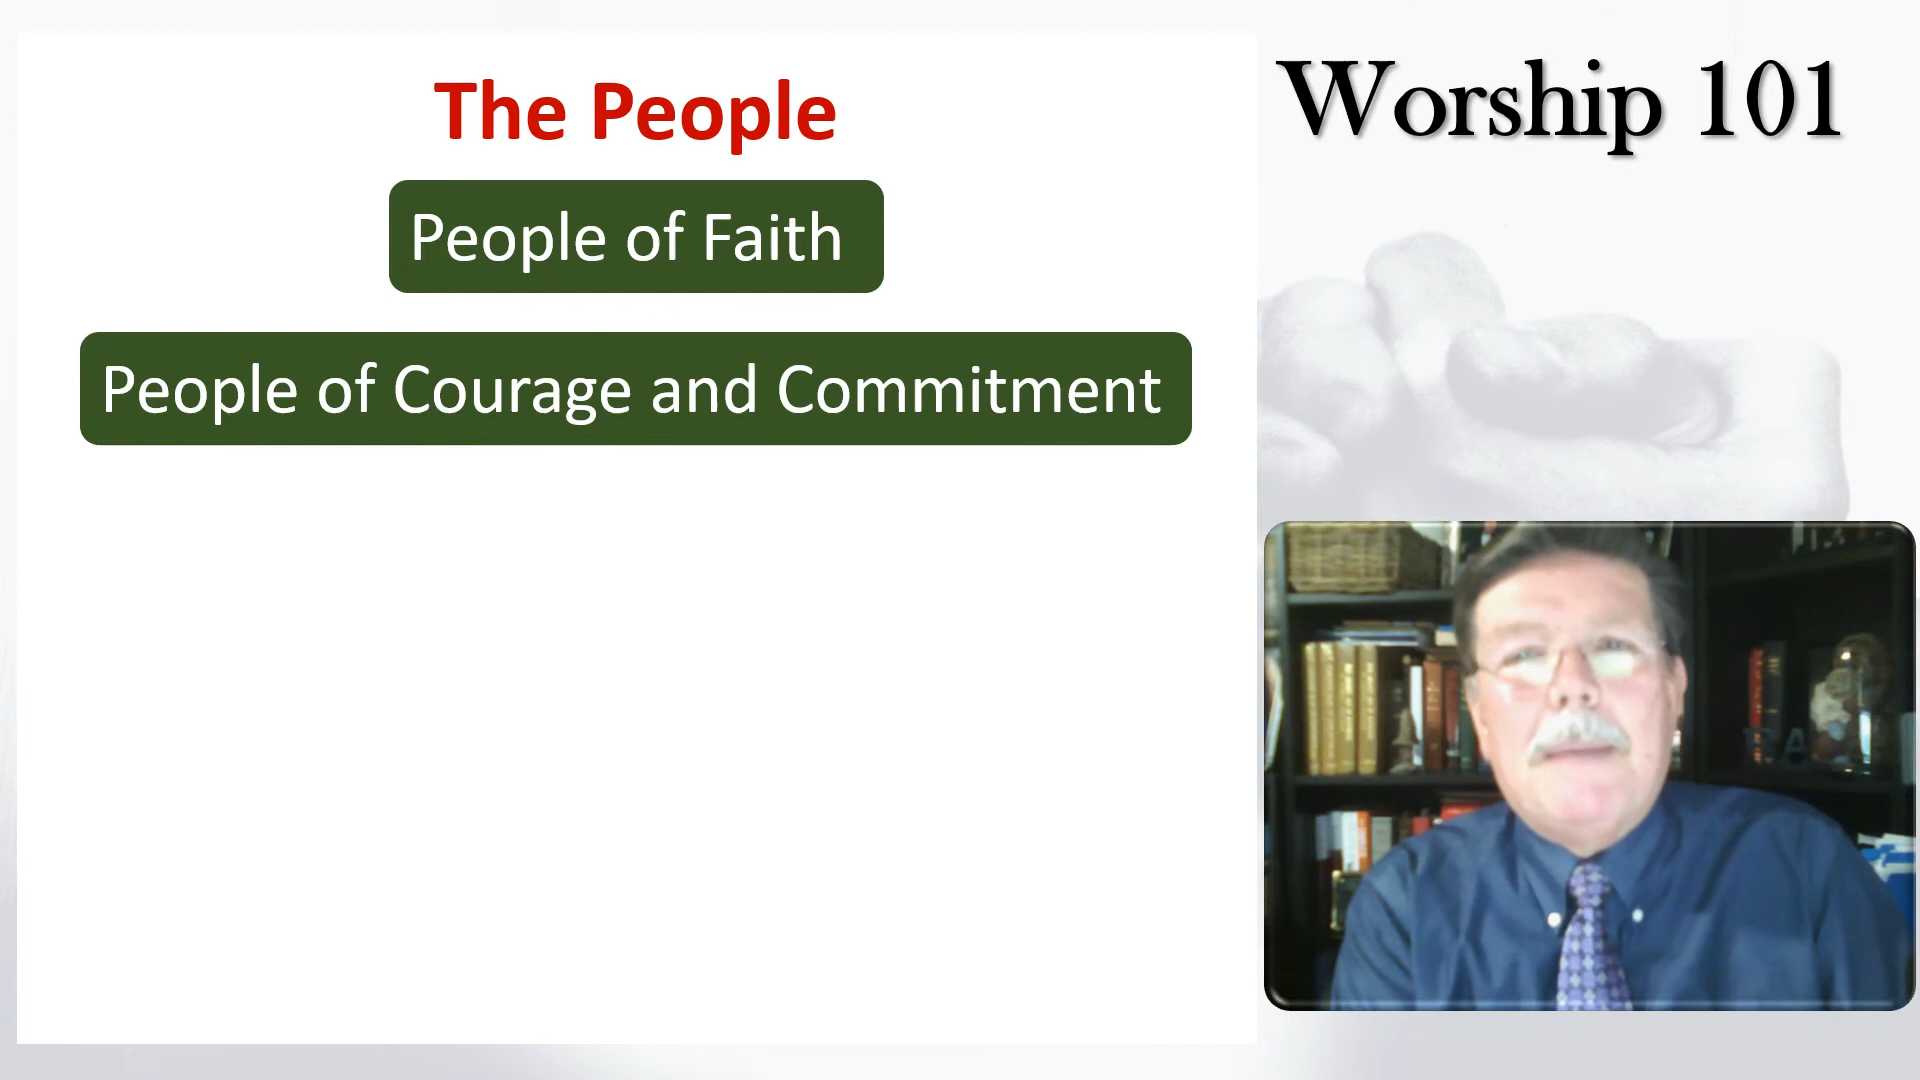 The People
People of Faith
People of Courage and Commitment
Worship 101